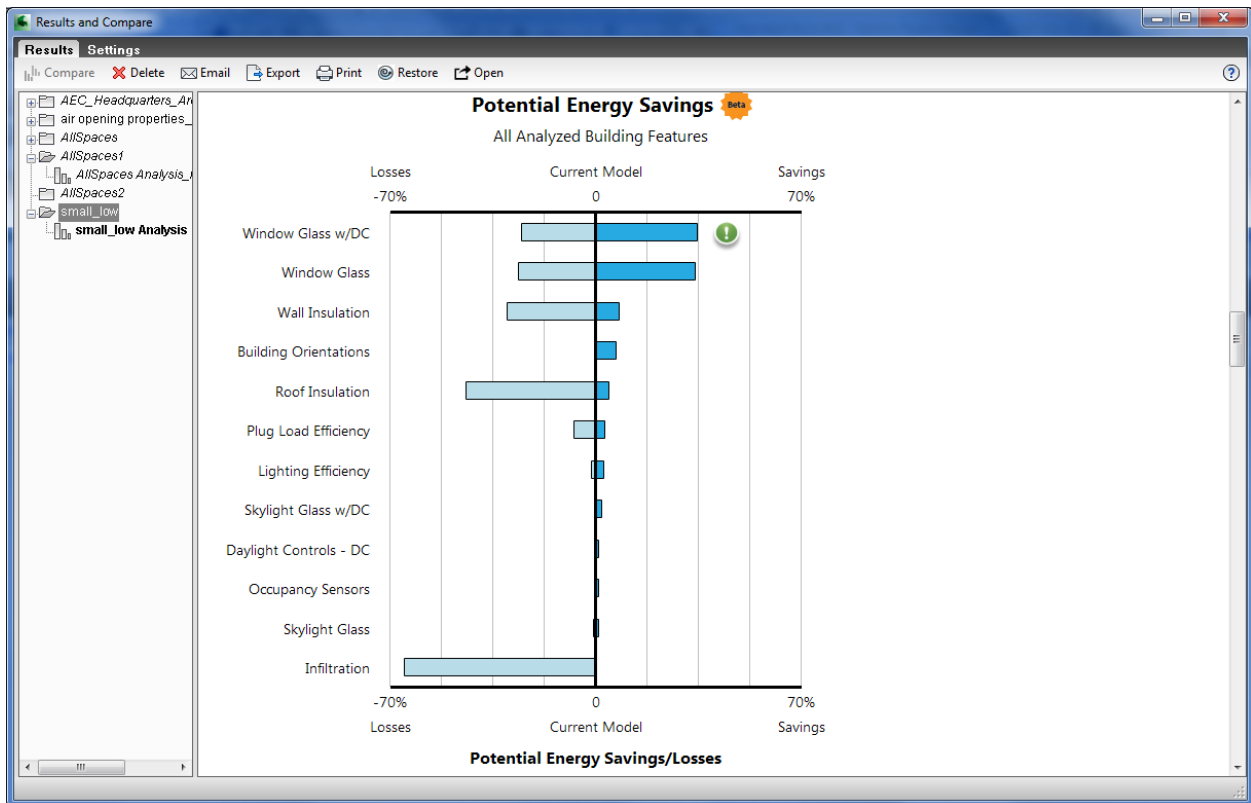 Results and Compare
Results Settings
Compare Delete Email Export Print Restore Open ?
AEC_Headquarters_Ar
air opening properties_
AllSpaces
AllSpaces1
AllSpaces Analysis_
AllSpaces2
small_low
small_low Analysis
Potential Energy Savings Beta
All Analyzed Building Features
Losses Current Model Savings
-70% 0 70%
Window Glass w/DC
Window Glass
Wall Insulation
Building Orientations
Roof Insulation
Plug Load Efficiency
Lighting Efficiency
Skylight Glass w/DC
Daylight Controls - DC
Occupancy Sensors
Skylight Glass
Infiltration
-70% 0 70%
Losses Current Model Savings
Potential Energy Savings/Losses